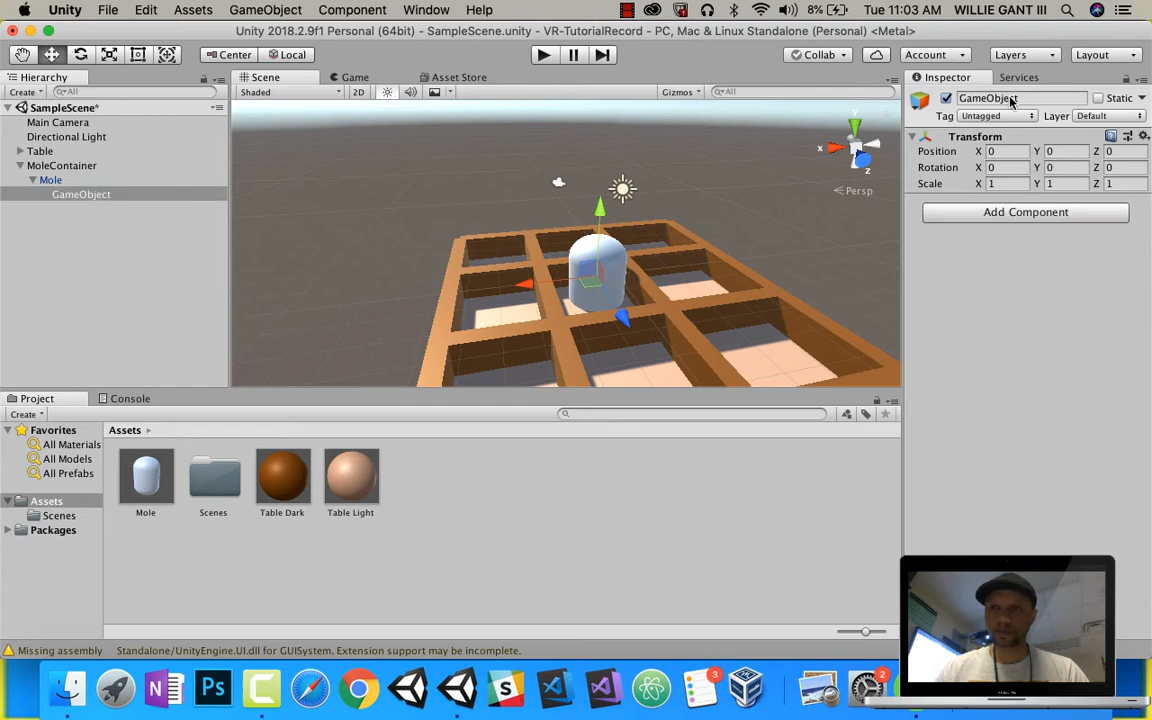 Unity File Edit Assets GameObject Component Window Help 8% Tue 11:03 AM WILLIE GANT III
Unity 2018.2.9f1 Personal (64bit) - SampleScene.unity - VR-TutorialRecord - PC, Mac & Linux Standalone (Personal) <Metal>
Center Local Collab Account Layers Layout
Hierarchy Scene Game Asset Store Inspector Services
Create All Shaded 2D Gizmos All GameObject Static
SampleScene* Tag Untagged Layer Default
Main Camera
Directional Light Transform
Table Position X 0 Y 0 Z 0
MoleContainer Rotation X 0 Y 0 Z 0
Mole Scale X 1 Y 1 Z 1
GameObject
y
x
z
Persp
Add Component
Project Console
Create
Favorites Assets
All Materials
All Models
All Prefabs
Assets Mole Scenes Table Dark Table Light
Scenes
Packages
Missing assembly Standalone/UnityEngine.UI.dll for GUISystem. Extension support may be incomplete.
N Ps C S 3 2